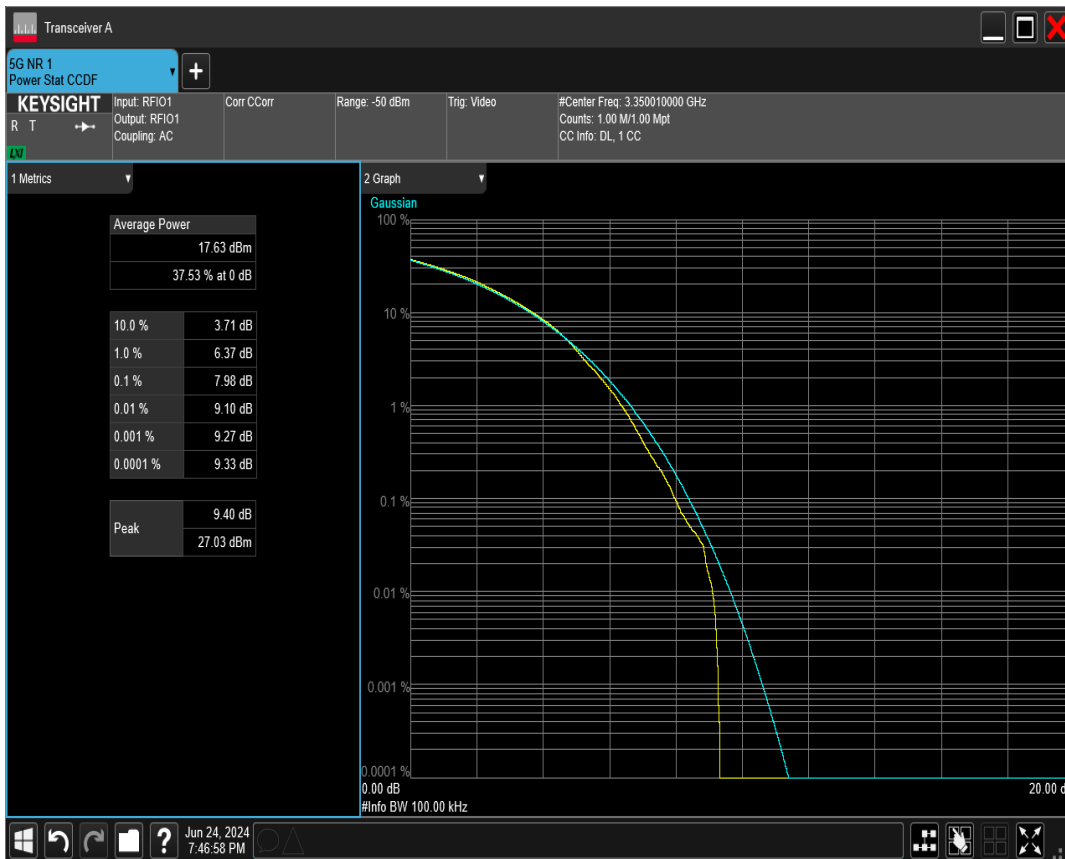 Transceiver A
5G NR 1
Power Stat CCDF
KEYSIGHT
R T
LXI
Input: RFIO1
Output: RFIO1
Coupling: AC
Corr CCorr
Range: -50 dBm
Trig: Video
#Center Freq: 3.350010000 GHz
Counts: 1.00 M/1.00 Mpt
CC Info: DL, 1 CC
1 Metrics
Average Power
17.63 dBm
37.53 % at 0 dB
10.0 % 3.71 dB
1.0 % 6.37 dB
0.1 % 7.98 dB
0.01 % 9.10 dB
0.001 % 9.27 dB
0.0001 % 9.33 dB
Peak
9.40 dB
27.03 dBm
2 Graph
Gaussian
100 %
10 %
1 %
0.1 %
0.01 %
0.001 %
0.0001 %
0.00 dB
20.00 d
#Info BW 100.00 kHz
?
Jun 24, 2024
7:46:58 PM